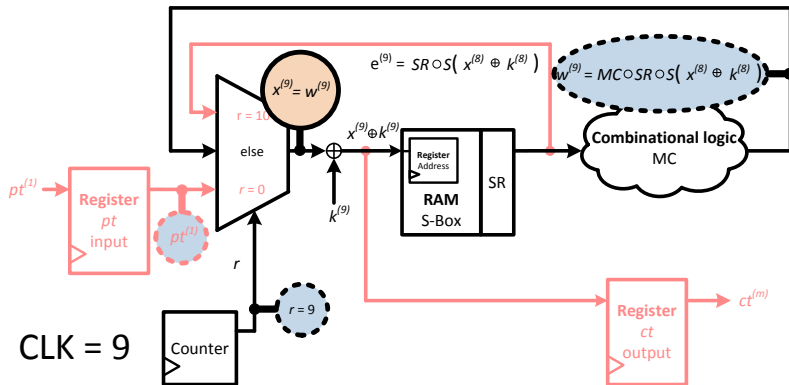 e⁽⁹⁾ = SR○S( x⁽⁸⁾ ⊕ k⁽⁸⁾ )
w⁽⁹⁾ = MC○SR○S( x⁽⁸⁾ ⊕ k⁽⁸⁾ )
x⁽⁹⁾= w⁽⁹⁾
r = 10
else
r = 0
x⁽⁹⁾⊕ k⁽⁹⁾
k⁽⁹⁾
Register
Address
RAM
S-Box
SR
Combinational logic
MC
pt⁽¹⁾
Register
pt
input
pt⁽¹⁾
r
r = 9
Counter
CLK = 9
Register
ct
output
ct⁽ᵐ⁾